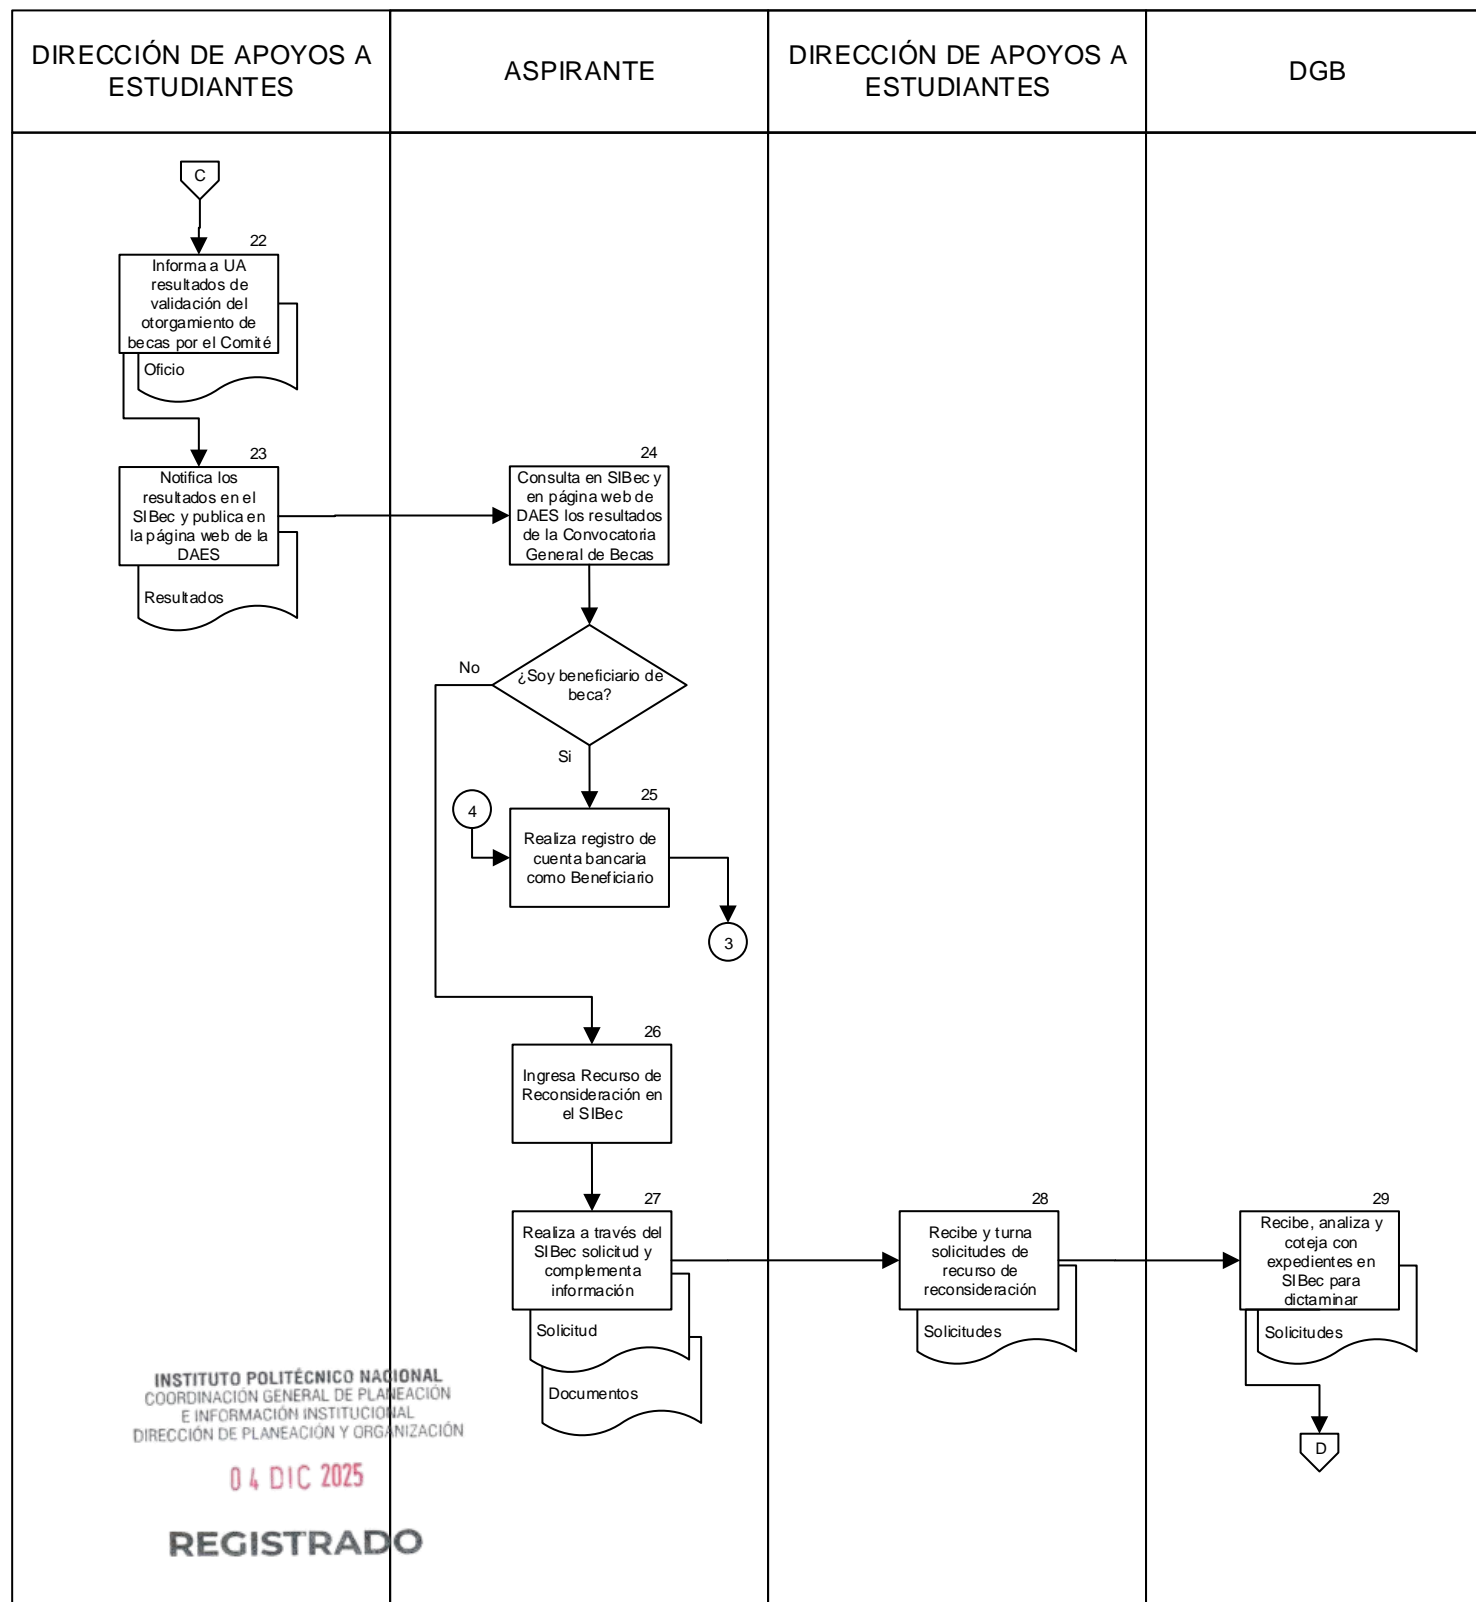 DIRECCIÓN DE APOYOS A
ESTUDIANTES
ASPIRANTE
DIRECCIÓN DE APOYOS A
ESTUDIANTES
DGB
C
22
Informa a UA
resultados de
validación del
otorgamiento de
becas por el Comité
Oficio
23
Notifica los
resultados en el
SIBec y publica en
la página web de la
DAES
Resultados
24
Consulta en SIBec y
en página web de
DAES los resultados
de la Convocatoria
General de Becas
No
¿Soy beneficiario de
beca?
Si
4
25
Realiza registro de
cuenta bancaria
como Beneficiario
3
26
Ingresa Recurso de
Reconsideración en
el SIBec
27
Realiza a través del
SIBec solicitud y
complementa
información
Solicitud
Documentos
28
Recibe y turna
solicitudes de
recurso de
reconsideración
Solicitudes
29
Recibe, analiza y
coteja con
expedientes en
SIBec para
dictaminar
Solicitudes
D
INSTITUTO POLITÉCNICO NACIONAL
COORDINACIÓN GENERAL DE PLANEACIÓN
E INFORMACIÓN INSTITUCIONAL
DIRECCIÓN DE PLANEACIÓN Y ORGANIZACIÓN
04 DIC 2025
REGISTRADO